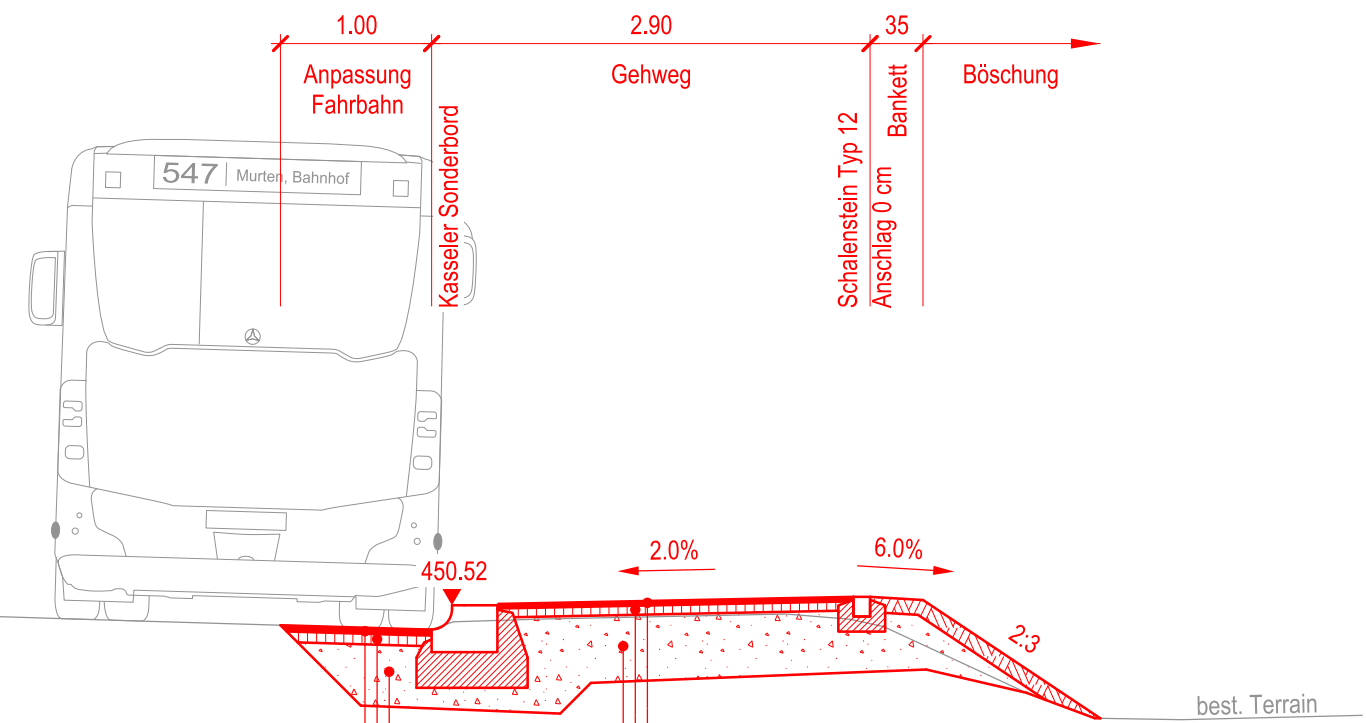 1.00
2.90
35
Anpassung
Fahrbahn
Gehweg
Bankett
Böschung
Kasseler Sonderbord
Schalenstein Typ 12
Anschlag 0 cm
547 | Murten, Bahnhof
450.52
2.0%
6.0%
2:3
best. Terrain